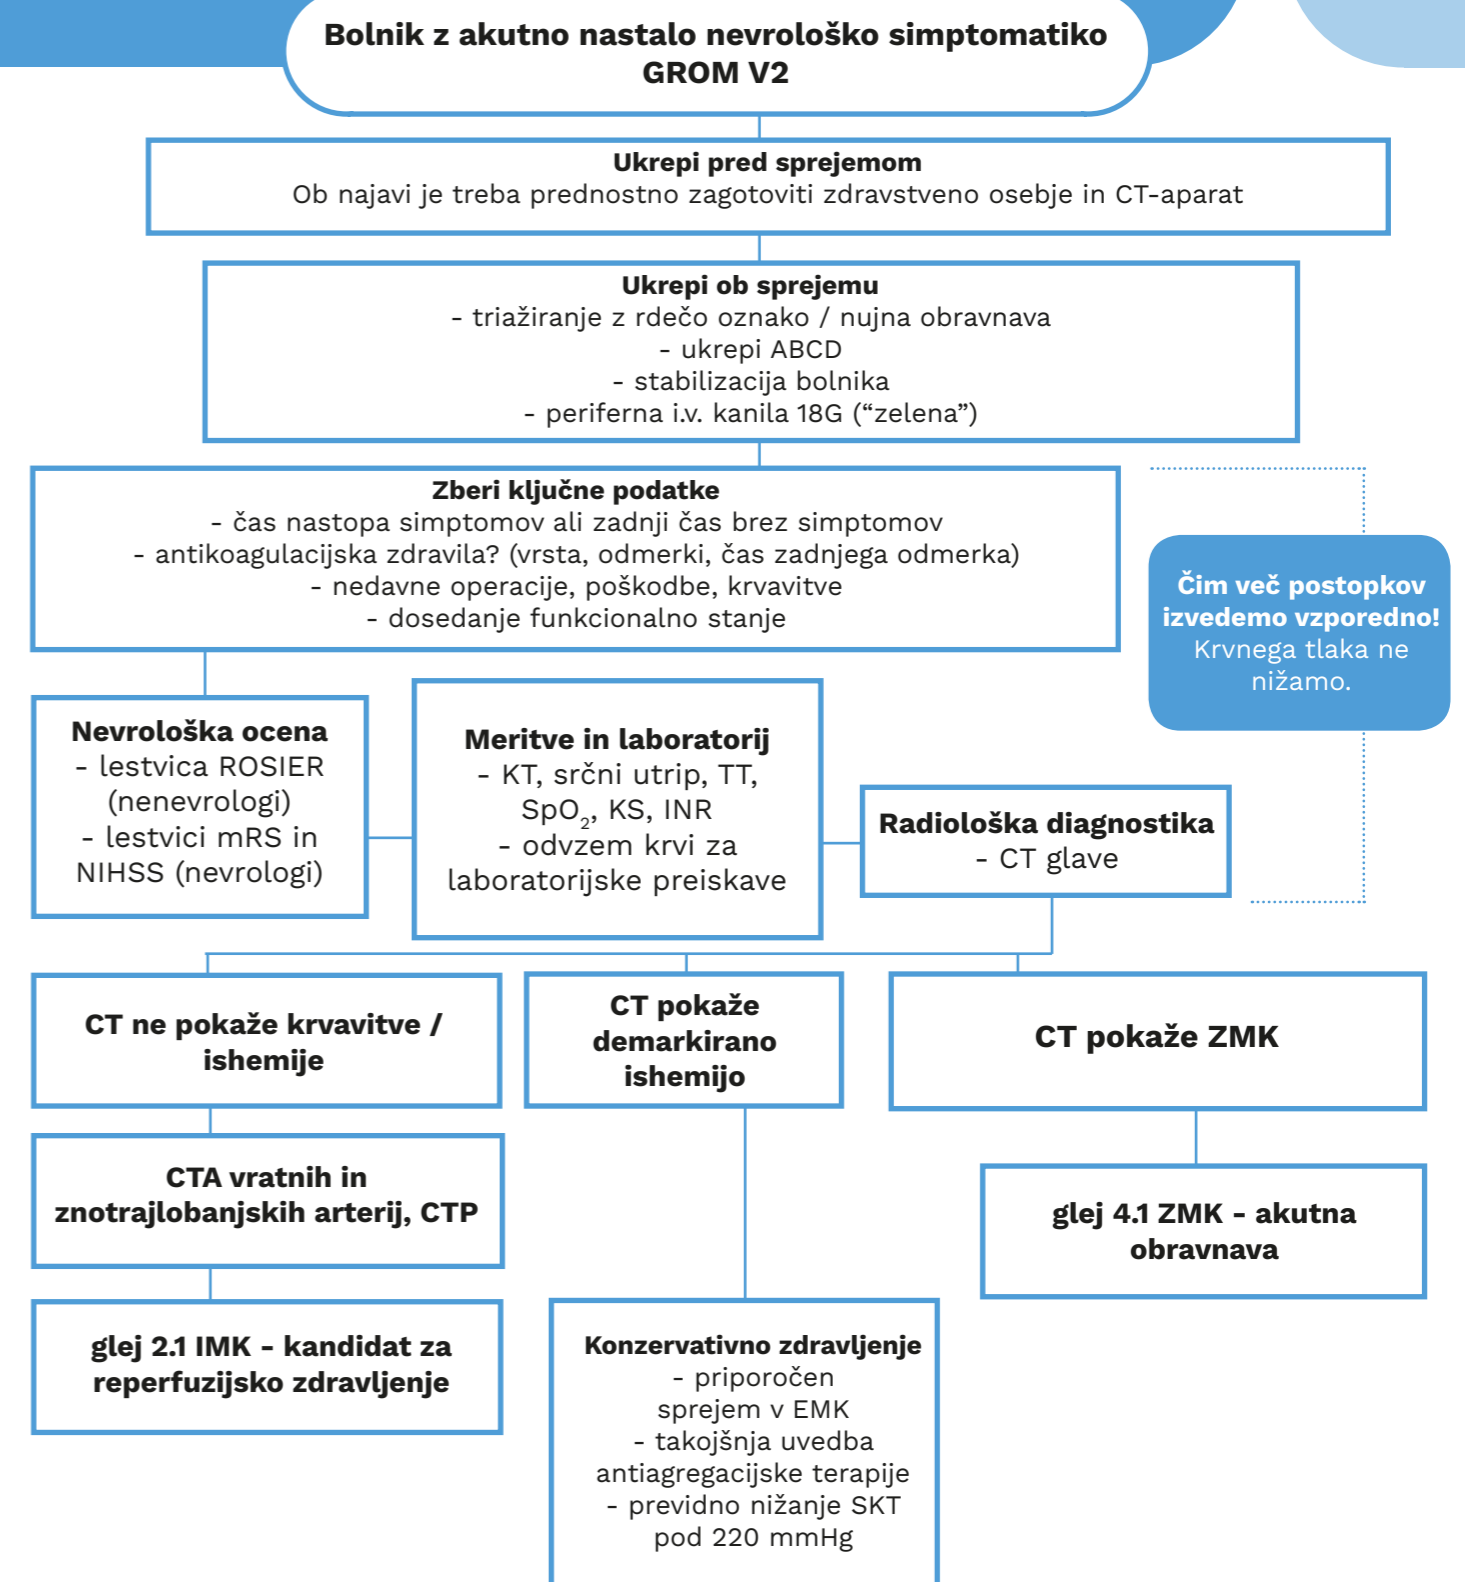 Bolnik z akutno nastalo nevrološko simptomatiko
GROM V2
Ukrepi pred sprejemom
Ob najavi je treba prednostno zagotoviti zdravstveno osebje in CT-aparat
Ukrepi ob sprejemu
- triažiranje z rdečo oznako / nujna obravnava
- ukrepi ABCD
- stabilizacija bolnika
- periferna i.v. kanila 18G (“zelena”)
Zberi ključne podatke
- čas nastopa simptomov ali zadnji čas brez simptomov
- antikoagulacijska zdravila? (vrsta, odmerki, čas zadnjega odmerka)
- nedavne operacije, poškodbe, krvavitve
- dosedanje funkcionalno stanje
Čim več postopkov
izvedemo vzporedno!
Krvnega tlaka ne
nižamo.
Nevrološka ocena
- lestvica ROSIER
(nenevrologi)
- lestvici mRS in
NIHSS (nevrologi)
Meritve in laboratorij
- KT, srčni utrip, TT,
SpO₂, KS, INR
- odvzem krvi za
laboratorijske preiskave
Radiološka diagnostika
- CT glave
CT ne pokaže krvavitve /
ishemije
CT pokaže
demarkirano
ishemijo
CT pokaže ZMK
CTA vratnih in
znotrajlobanjskih arterij, CTP
glej 4.1 ZMK - akutna
obravnava
glej 2.1 IMK - kandidat za
reperfuzijsko zdravljenje
Konzervativno zdravljenje
- priporočen
sprejem v EMK
- takojšnja uvedba
antiagregacijske terapije
- previdno nižanje SKT
pod 220 mmHg